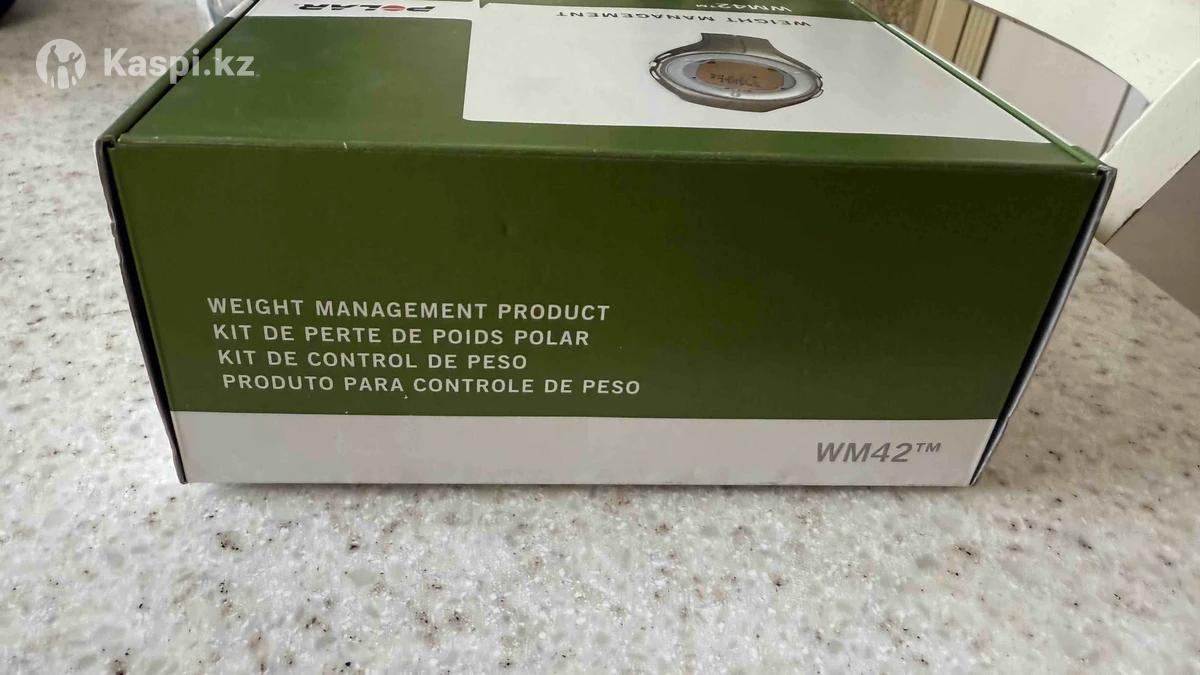 Kaspi.kz
POLAR.
WM42™
WEIGHT MANAGEMENT
WEIGHT MANAGEMENT PRODUCT
KIT DE PERTE DE POIDS POLAR
KIT DE CONTROL DE PESO
PRODUTO PARA CONTROLE DE PESO
WM42™